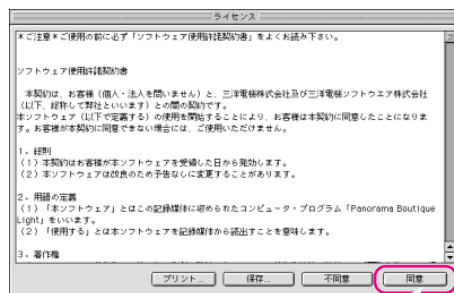 ライセンス
*ご注意*ご使用の前に必ず「ソフトウェア使用許諾契約書」をよくお読み下さい。
ソフトウェア使用許諾契約書
本契約は、お客様(個人・法人を問いません)と、三洋電機株式会社及び三洋電機ソフトウエア株式会社
(以下、総称して弊社といいます)との間の契約です。
本ソフトウェア(以下で定義する)の使用を開始することにより、お客様は本契約に同意したことになりま
す。お客様が本契約に同意できない場合には、ご使用いただけません。
1.総則
(1)本契約はお客様が本ソフトウェアを受領した日から発効します。
(2)本ソフトウェアは改良のため予告なしに変更することがあります。
2.用語の定義
(1)「本ソフトウェア」とはこの記録媒体に収められたコンピュータ・プログラム「Panorama Boutique
Light」をいいます。
(2)「使用する」とは本ソフトウェアを記録媒体から読出すことを意味します。
3.著作権
プリント... 保存... 不同意 同意